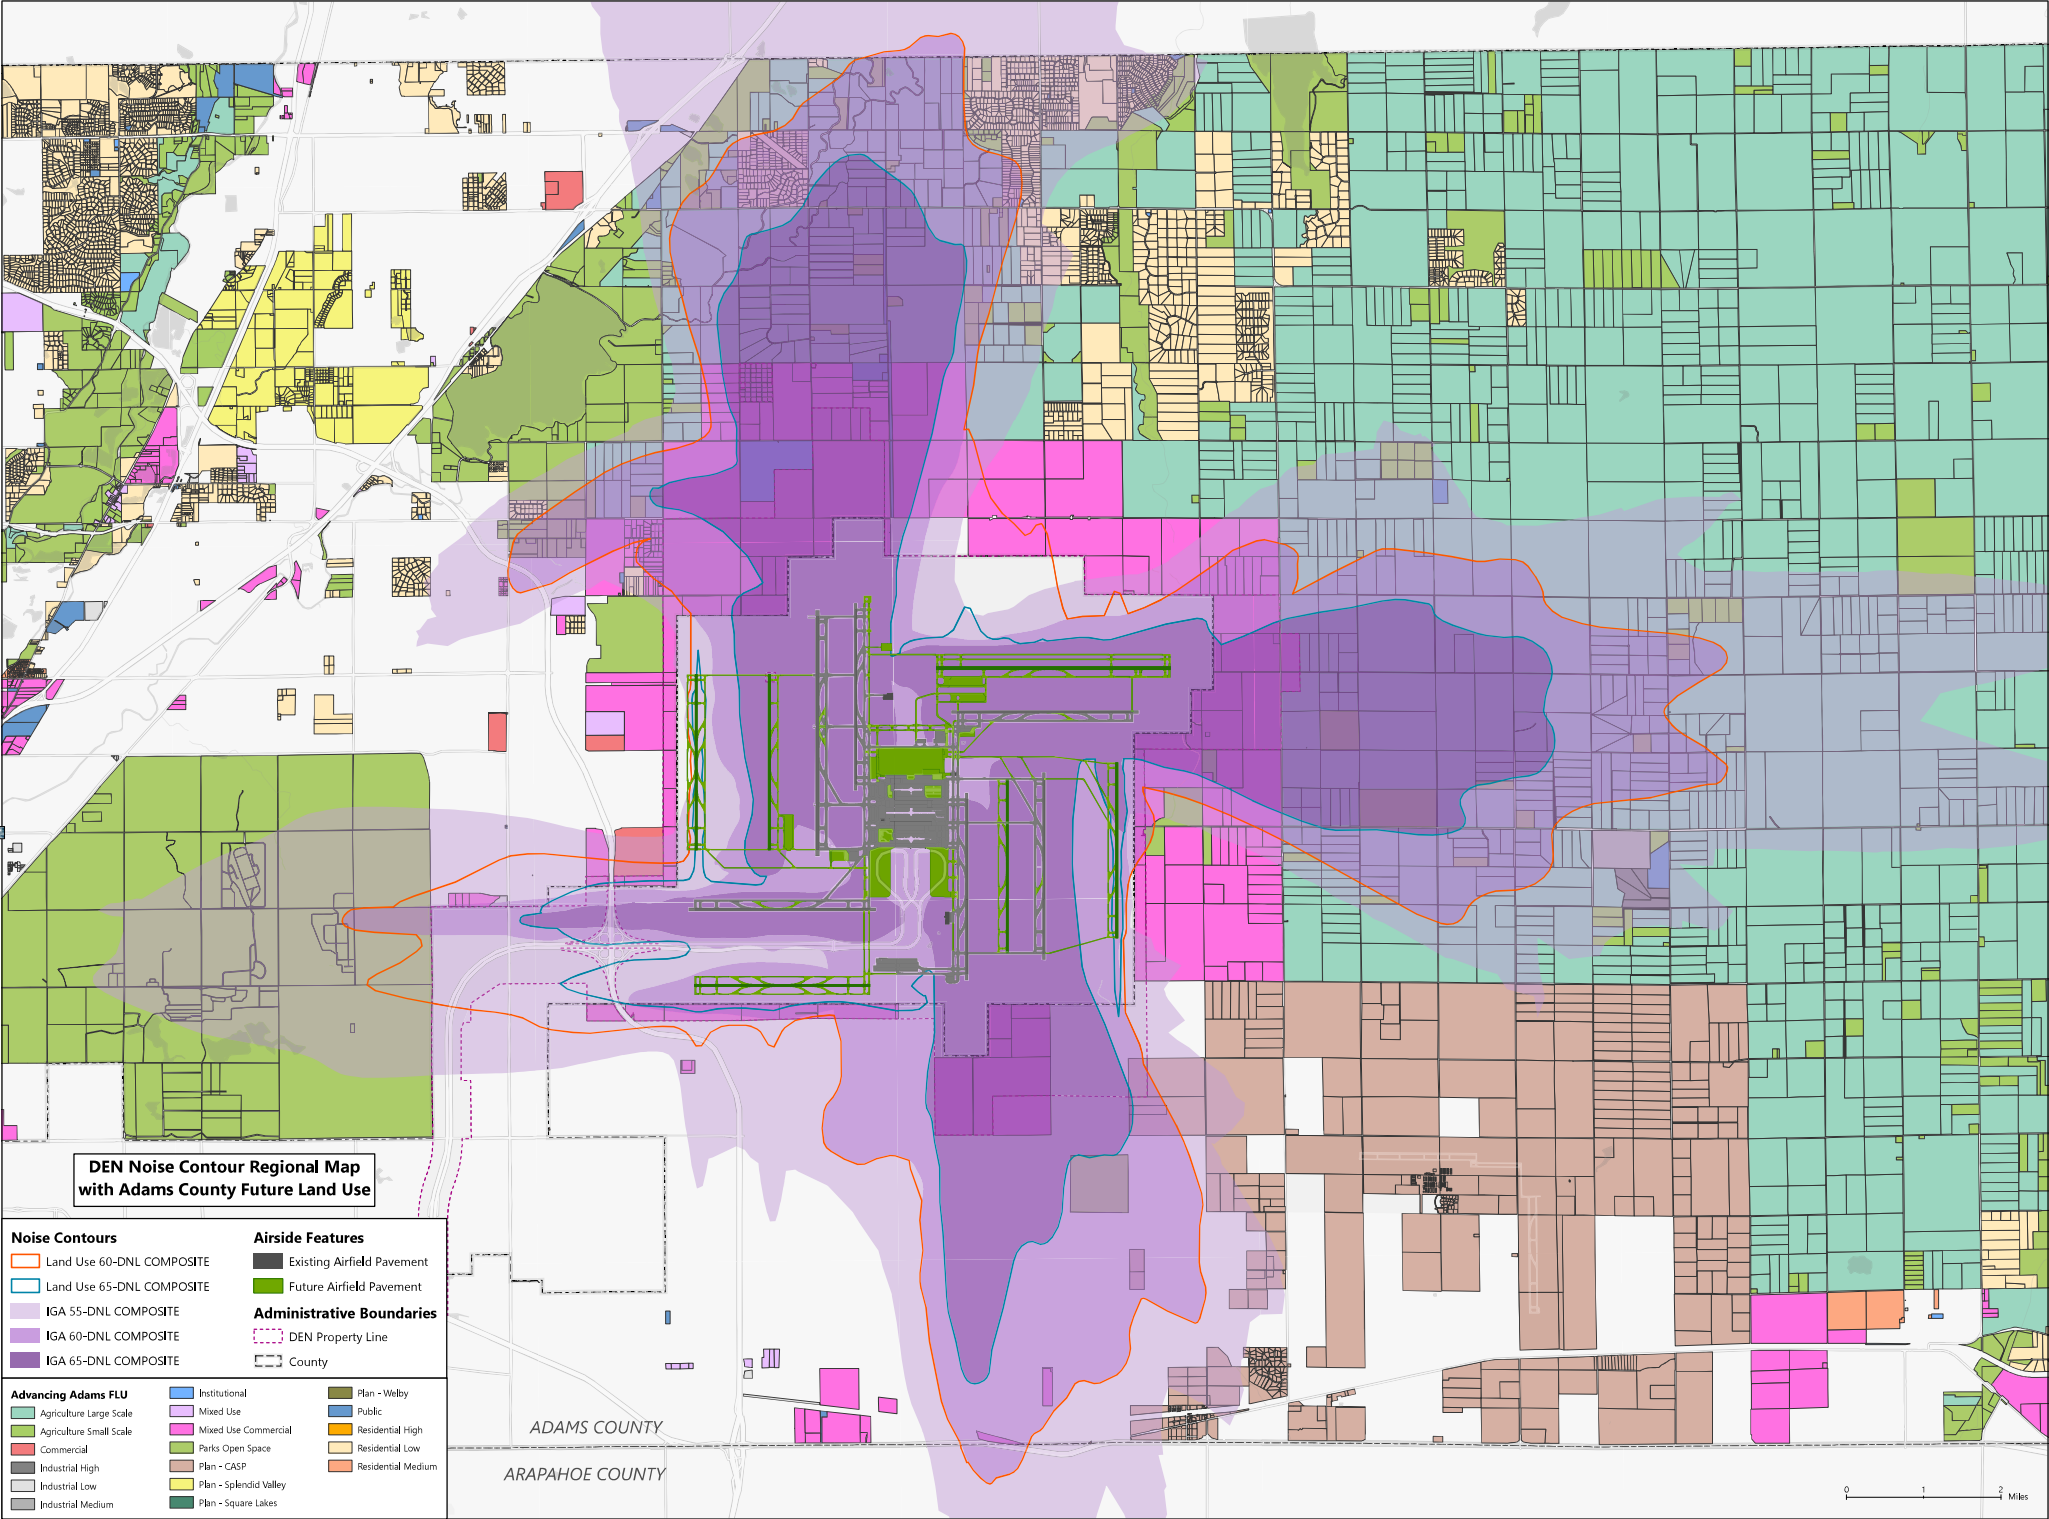 DEN Noise Contour Regional Map
with Adams County Future Land Use
Noise Contours
Land Use 60-DNL COMPOSITE
Land Use 65-DNL COMPOSITE
IGA 55-DNL COMPOSITE
IGA 60-DNL COMPOSITE
IGA 65-DNL COMPOSITE
Airside Features
Existing Airfield Pavement
Future Airfield Pavement
Administrative Boundaries
DEN Property Line
County
Advancing Adams FLU
Agriculture Large Scale
Agriculture Small Scale
Commercial
Industrial High
Industrial Low
Industrial Medium
Institutional
Mixed Use
Mixed Use Commercial
Parks Open Space
Plan - CASP
Plan - Splendid Valley
Plan - Square Lakes
Plan - Welby
Public
Residential High
Residential Low
Residential Medium
ADAMS COUNTY
ARAPAHOE COUNTY
0 1 2 Miles